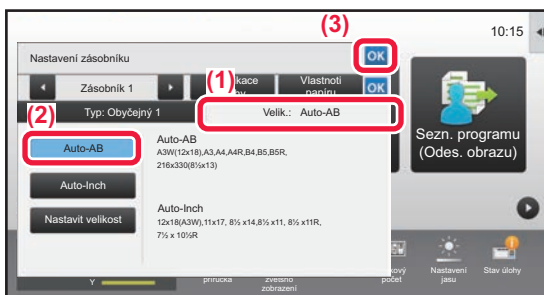 (3)
10:15
Nastavení zásobníku
OK
Zásobník 1
(1)
Vlastnoti
papíru
OK
Typ: Obyčejný 1
Velik.: Auto-AB
(2)
Auto-AB
Auto-Inch
Nastavit velikost
Auto-AB
A3W(12x18),A3,A4,A4R,B4,B5,B5R,
216x330(8½x13)
Auto-Inch
12x18(A3W),11x17, 8½ x14,8½ x11, 8½ x11R,
7½ x 10½R
Sezn. programu
(Odes. obrazu)
Y
příručka
zobrazení
počet
Nastavení
jasu
Stav úlohy